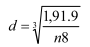 d = ∛(1,91.9 / n8)